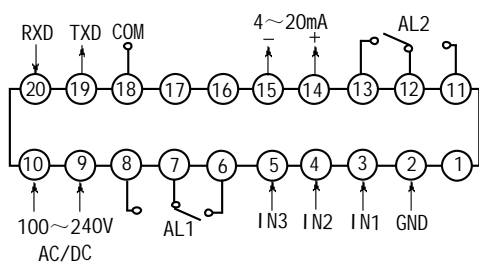 RXD TXD COM 4～20mA AL2
− +
20 19 18 17 16 15 14 13 12 11
10 9 8 7 6 5 4 3 2 1
100～240V AL1 IN3 IN2 IN1 GND
AC/DC